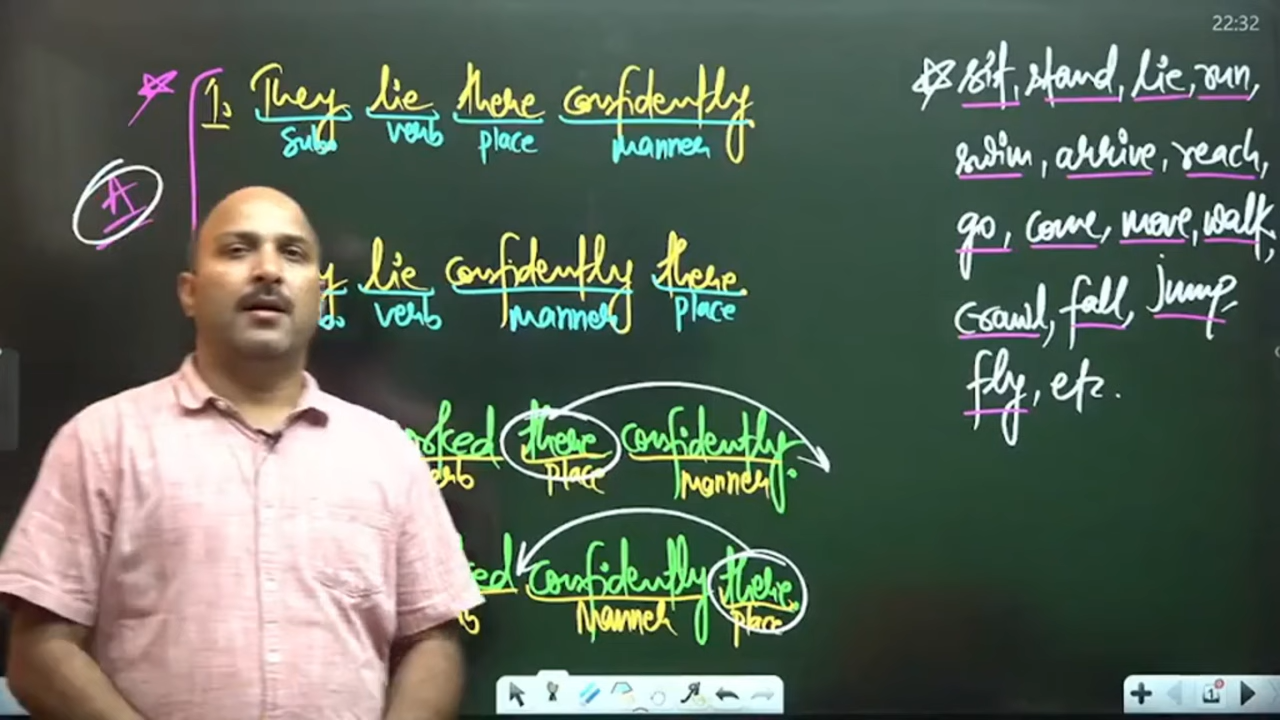 22:32
1. They lie there confidently
sub. verb place manner
A
lie confidently there
verb manner place
there confidently.
place manner
confidently there.
Manner place
sit, stand, lie, run,
swim, arrive, reach,
go, come, move, walk,
crawl, fall, jump,
fly, etc.
1